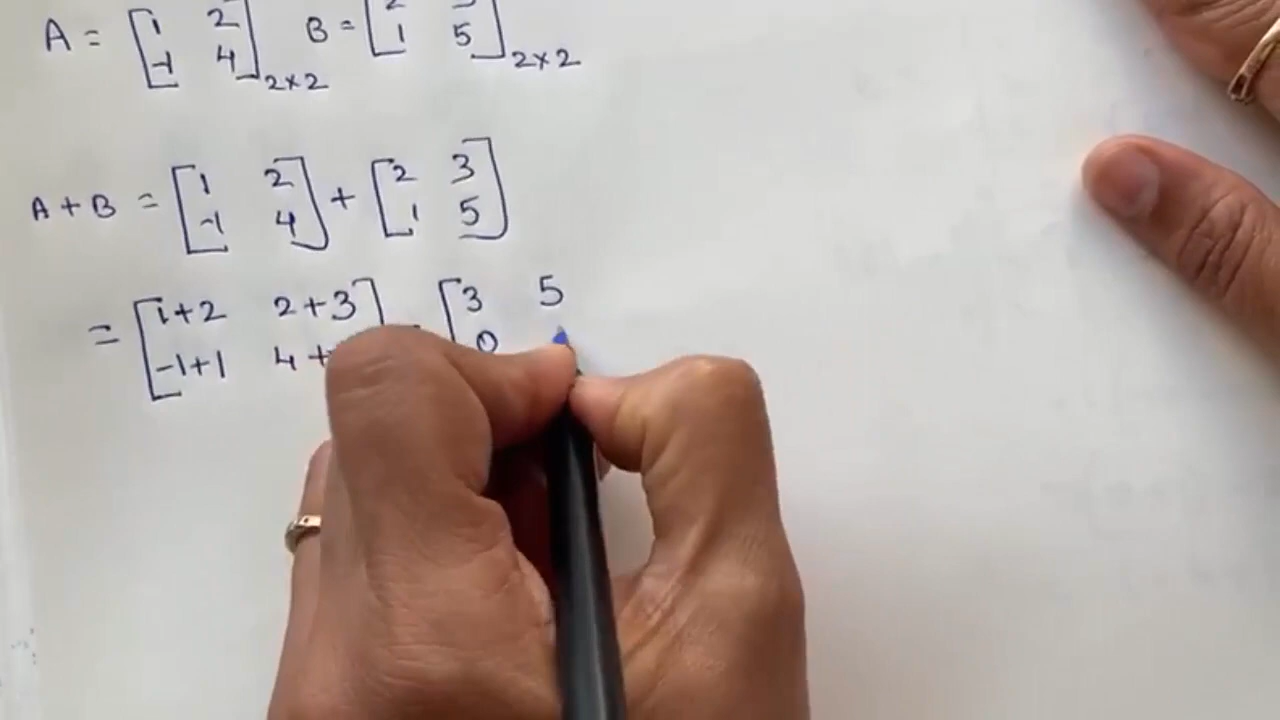 A = [1 2 B = [2
-1 4]2×2 1 5]2×2
A + B = [1 2 + [2 3
-1 4] 1 5]
= [1+2 2+3] [3 5
-1+1 4+ 0